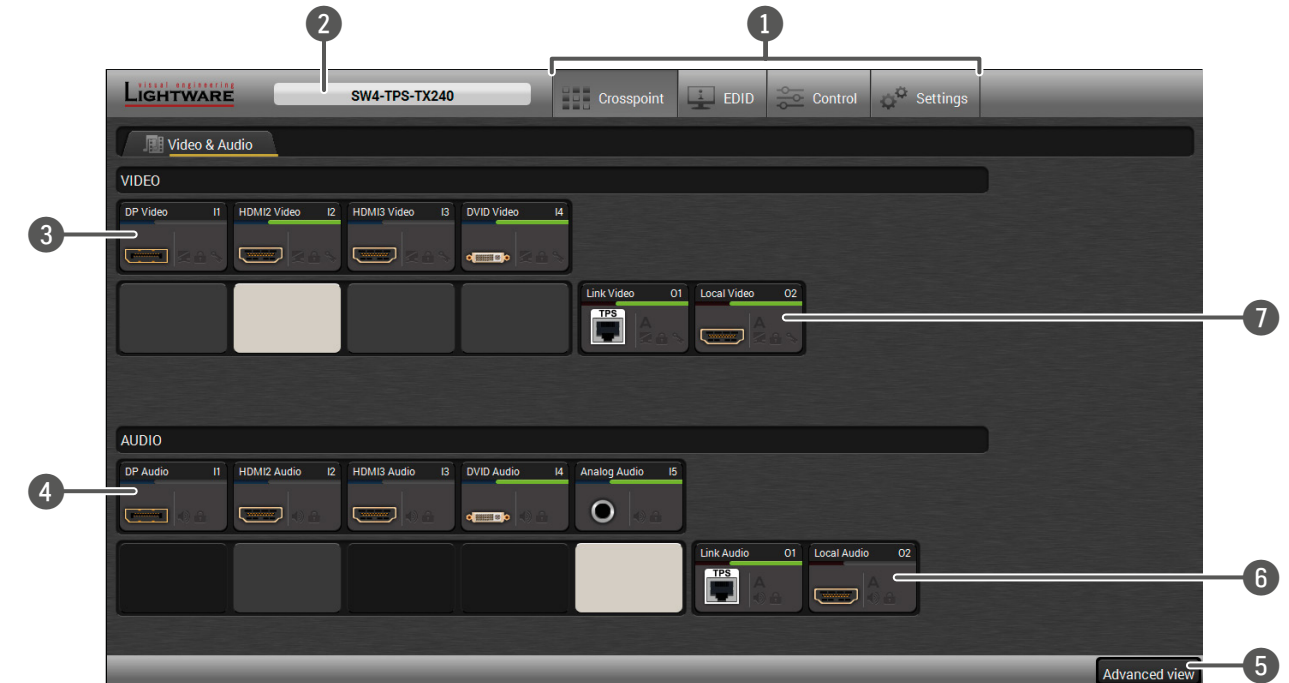 2 1
visual engineering
LIGHTWARE SW4-TPS-TX240 Crosspoint EDID Control Settings
Video & Audio
VIDEO
DP Video I1 HDMI2 Video I2 HDMI3 Video I3 DVID Video I4
3
Link Video O1 Local Video O2
TPS A A
7
AUDIO
DP Audio I1 HDMI2 Audio I2 HDMI3 Audio I3 DVID Audio I4 Analog Audio I5
4
Link Audio O1 Local Audio O2
TPS A A
6
Advanced view 5